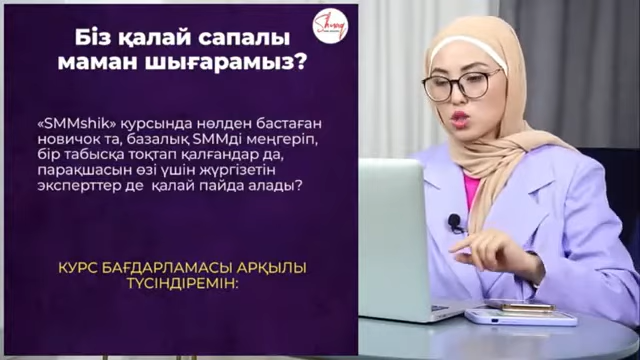 Біз қалай сапалы
маман шығарамыз?
«SMMshik» курсында нөлден бастаған
новичок та, базалық SMMді меңгеріп,
бір табысқа тоқтап қалғандар да,
парақшасын өзі үшін жүргізетін
эксперттер де қалай пайда алады?
КУРС БАҒДАРЛАМАСЫ АРҚЫЛЫ
ТҮСІНДІРЕМІН: